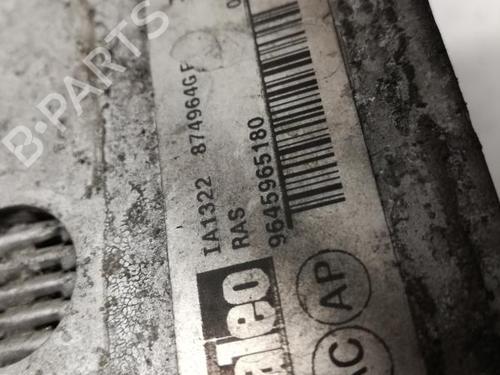 B-PARTS
IA1322 874964GF
RAS
9645965180
aleo
AC AP